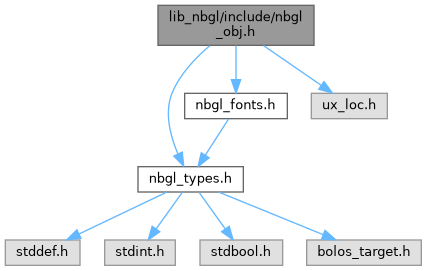 lib_nbgl/include/nbgl
_obj.h
nbgl_fonts.h
ux_loc.h
nbgl_types.h
stddef.h
stdint.h
stdbool.h
bolos_target.h